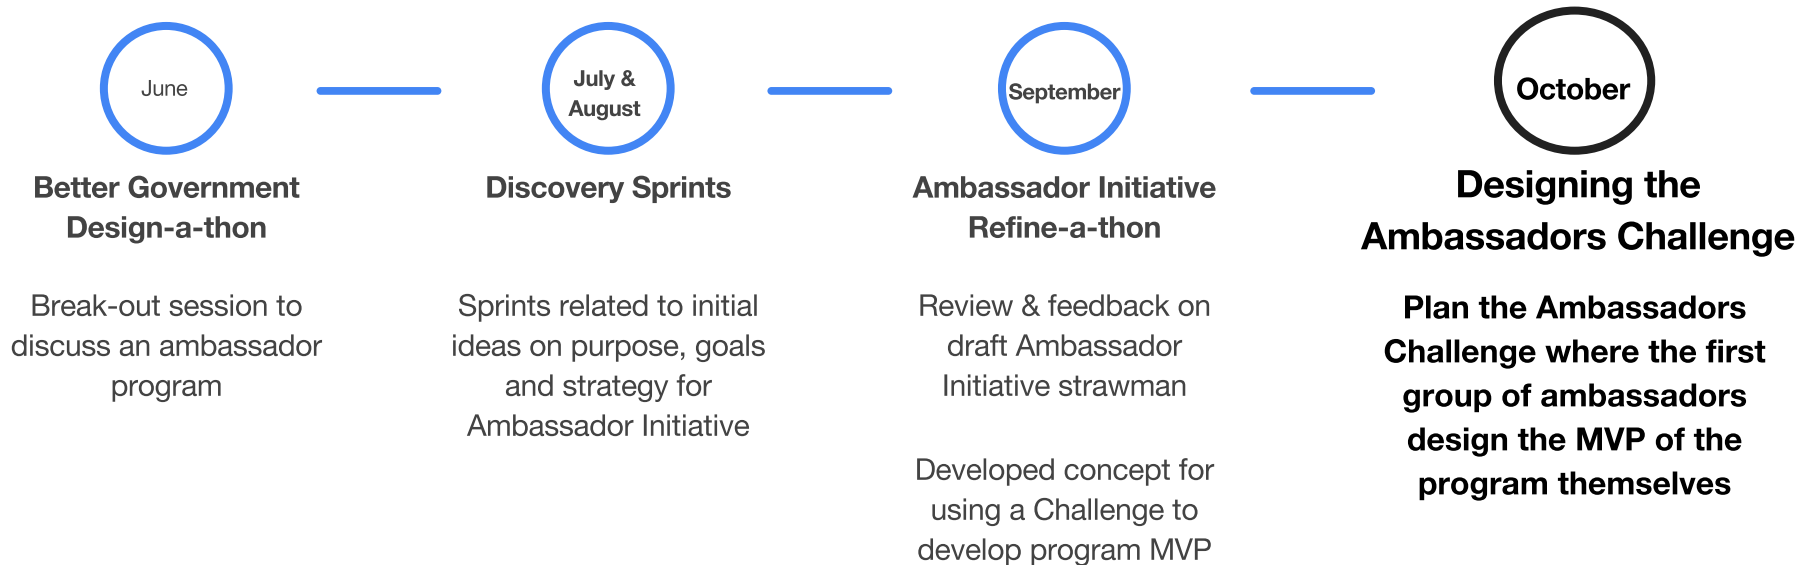 June
Better Government
Design-a-thon
Break-out session to
discuss an ambassador
program
July &
August
Discovery Sprints
Sprints related to initial
ideas on purpose, goals
and strategy for
Ambassador Initiative
September
Ambassador Initiative
Refine-a-thon
Review & feedback on
draft Ambassador
Initiative strawman
Developed concept for
using a Challenge to
develop program MVP
October
Designing the
Ambassadors Challenge
Plan the Ambassadors
Challenge where the first
group of ambassadors
design the MVP of the
program themselves